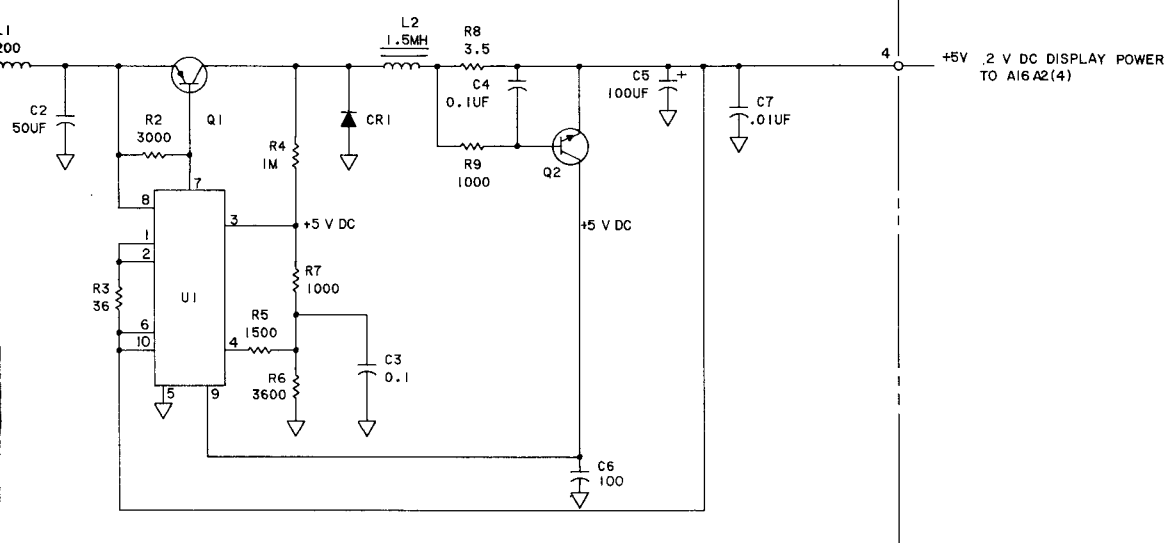 L1
200
C2
50UF
R2
3000
Q1
R4
1M
CR1
L2
1.5MH
R8
3.5
C4
0.1UF
R9
1000
Q2
C5
100UF
+
C7
.01UF
4
+5V .2 V DC DISPLAY POWER
TO A16A2(4)
7
8
1
2
6
10
3
4
5
9
U1
R3
36
+5 V DC
R7
1000
R5
1500
R6
3600
C3
0.1
+5 V DC
C6
100